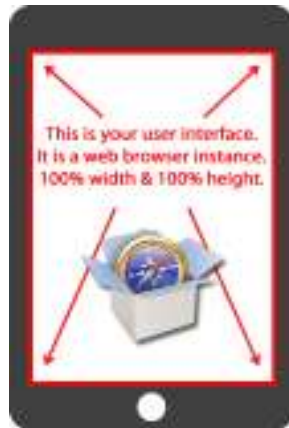 This is your user interface.
It is a web browser instance.
100% width & 100% height.